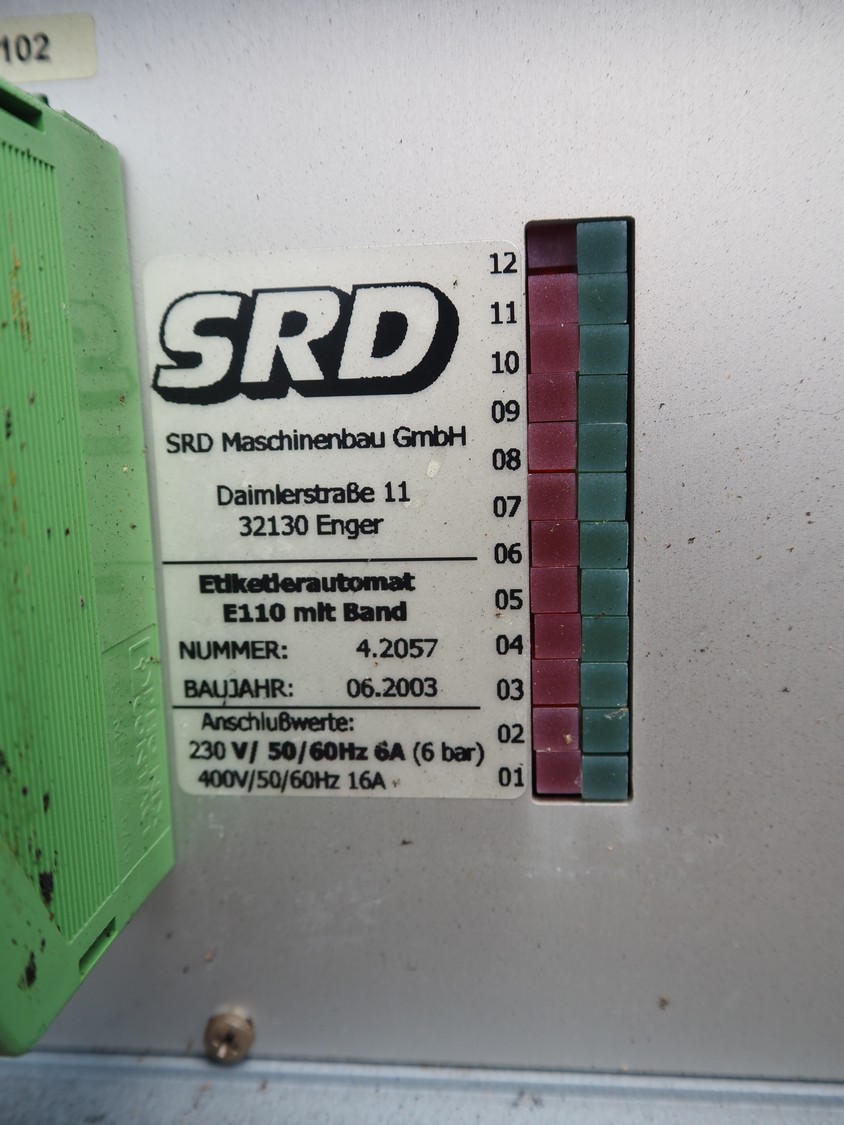 102
SRD
SRD Maschinenbau GmbH
Daimlerstraße 11
32130 Enger
Etiketierautomat
E110 mit Band
NUMMER: 4.2057
BAUJAHR: 06.2003
Anschlußwerte:
230 V/ 50/60Hz 6A (6 bar)
400V/50/60Hz 16A
12
11
10
09
08
07
06
05
04
03
02
01